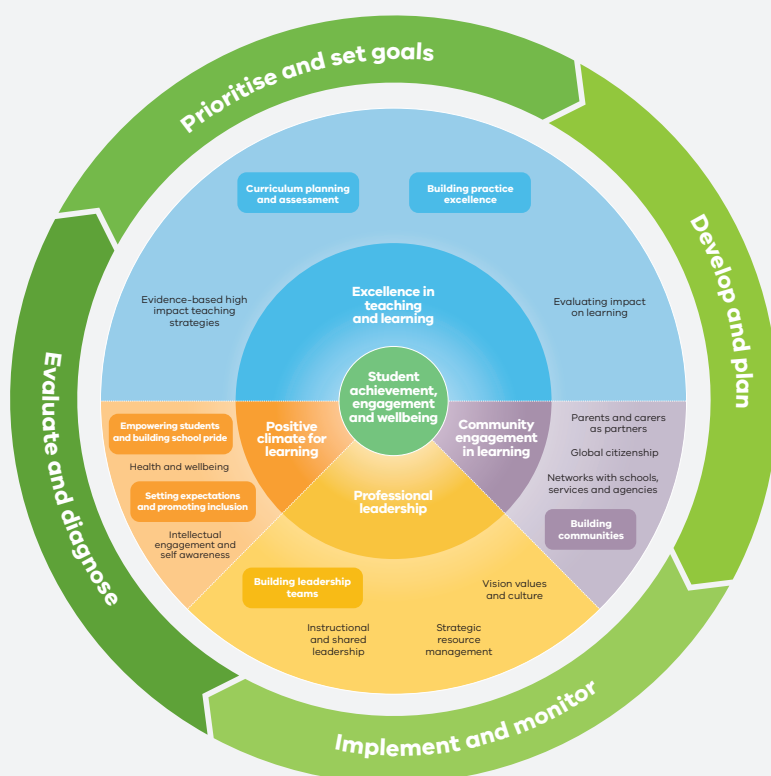 Prioritise and set goals
Develop and plan
Implement and monitor
Evaluate and diagnose
Curriculum planning
and assessment
Building practice
excellence
Evidence-based high
impact teaching
strategies
Excellence in
teaching
and learning
Evaluating impact
on learning
Student
achievement,
engagement
and wellbeing
Empowering students
and building school pride
Health and wellbeing
Setting expectations
and promoting inclusion
Intellectual
engagement and
self awareness
Positive
climate for
learning
Community
engagement
in learning
Parents and carers
as partners
Global citizenship
Networks with schools,
services and agencies
Building
communities
Professional
leadership
Building leadership
teams
Instructional
and shared
leadership
Strategic
resource
management
Vision values
and culture